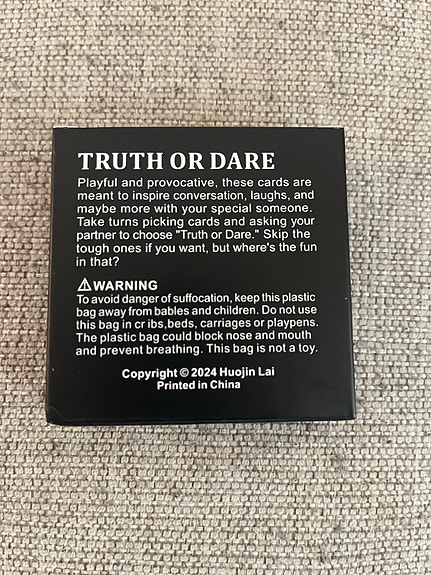 TRUTH OR DARE
Playful and provocative, these cards are
meant to inspire conversation, laughs, and
maybe more with your special someone.
Take turns picking cards and asking your
partner to choose "Truth or Dare." Skip the
tough ones if you want, but where's the fun
in that?
⚠WARNING
To avoid danger of suffocation, keep this plastic
bag away from bables and children. Do not use
this bag in cr ibs,beds, carriages or playpens.
The plastic bag could block nose and mouth
and prevent breathing. This bag is not a toy.
Copyright © 2024 Huojin Lai
Printed in China